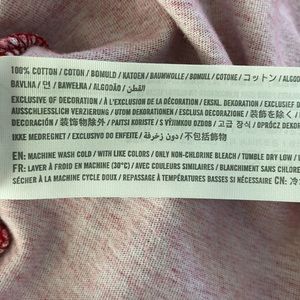 100% COTTON / COTON / BOMULD / KATOEN / BAUMWOLLE / BOMULL / COTONE / コットン / ALGO
BAVLNA / 면 / BAWEŁNA / ALGODÃO / القطن
EXCLUSIVE OF DECORATION / À L'EXCLUSION DE LA DÉCORATION / EKSKL. DEKORATION / EXCLUSIEF D
AUSSCHLIESSLICH VERZIERUNG / UTOM DEKORATION / ESCLUSA DECORAZIONE / 装飾を除く /
DECORACIÓN / 装饰物除外 / PAITSI KORISTE / S VÝJIMKOU OZDOB / 고급 장식 / OPRÓCZ DEKO
IKKE MEDREGNET / EXCLUSIVO DO ENFEITE / دون زخرفة / 不包括飾物
EN: MACHINE WASH COLD / WITH LIKE COLORS / ONLY NON-CHLORINE BLEACH / TUMBLE DRY LOW /
FR: LAVER À FROID EN MACHINE (30°C) / AVEC COULEURS SIMILAIRES / BLANCHIMENT SANS CHLORE
SÉCHER À LA MACHINE CYCLE DOUX / REPASSAGE À TEMPÉRATURES BASSES SI NÉCESSAIRE CN: 冷